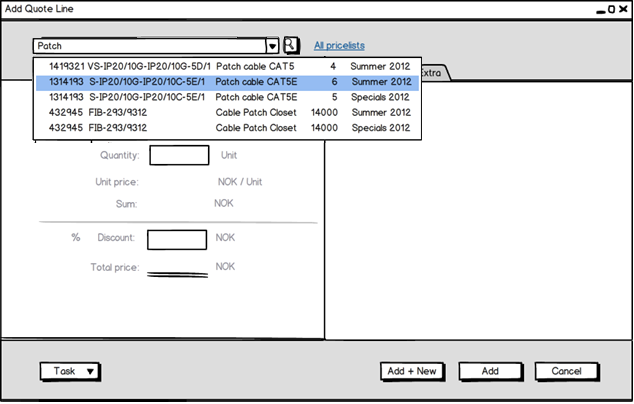 Add Quote Line
Patch
All pricelists
1419321 VS-IP20/10G-IP20/10G-5D/1 Patch cable CAT5 4 Summer 2012
1314193 S-IP20/10G-IP20/10C-5E/1 Patch cable CAT5E 6 Summer 2012
1314193 S-IP20/10G-IP20/10C-5E/1 Patch cable CAT5E 5 Specials 2012
432945 FIB-293/9312 Cable Patch Closet 14000 Summer 2012
432945 FIB-293/9312 Cable Patch Closet 14000 Specials 2012
Extra
Quantity: Unit
Unit price: NOK / Unit
Sum: NOK
% Discount: NOK
Total price: NOK
Task Add + New Add Cancel